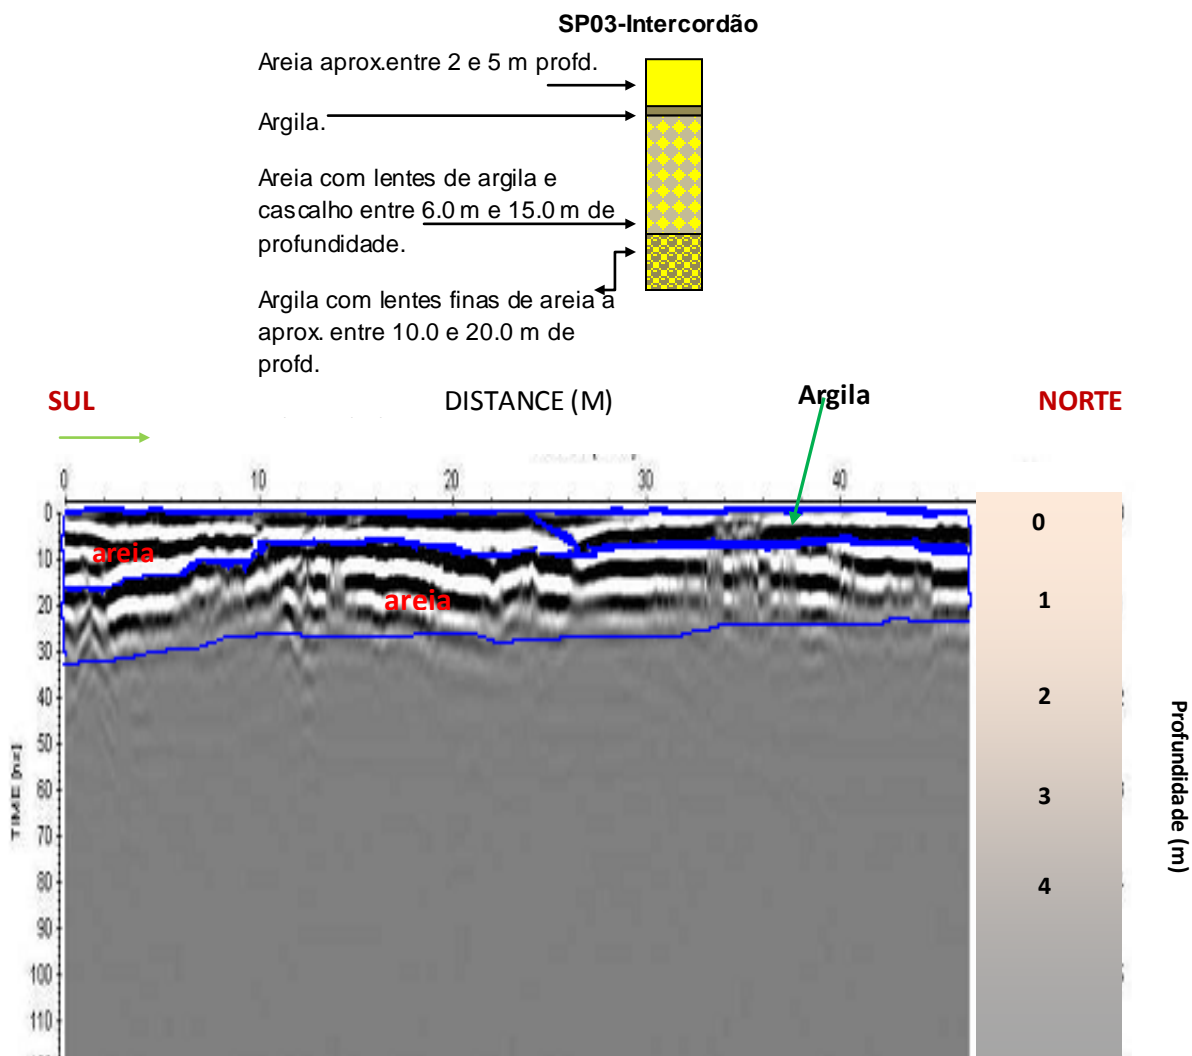 SP03-Intercordão
Areia aprox.entre 2 e 5 m profd.
Argila.
Areia com lentes de argila e
cascalho entre 6.0 m e 15.0 m de
profundidade.
Argila com lentes finas de areia a
aprox. entre 10.0 e 20.0 m de
profd.
SUL
DISTANCE (M)
Argila
NORTE
0 10 20 30 40
0
10
20
30
40
50
60
70
80
90
100
110
TIME [ns]
areia
areia
0
1
2
3
4
Profundidade (m)